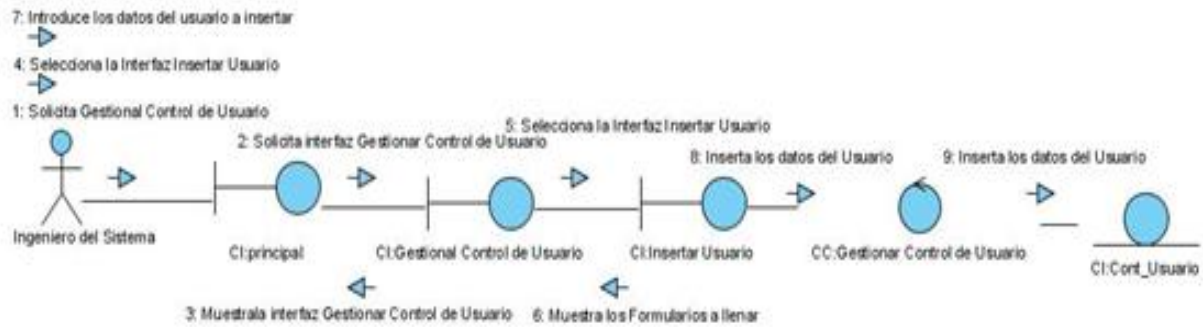 7: Introduce los datos del usuario a insertar
4: Selecciona la Interfaz Insertar Usuario
1: Solicita Gestional Control de Usuario
5: Selecciona la Interfaz Insertar Usuario
2: Solicita interfaz Gestionar Control de Usuario
8: Inserta los datos del Usuario
9: Inserta los datos del Usuario
Ingeniero del Sistema
CI:principal
CI:Gestional Control de Usuario
CI:Insertar Usuario
CC:Gestionar Control de Usuario
CI:Cont_Usuario
3: Muestrala interfaz Gestionar Control de Usuario
6: Muestra los Formularios a llenar